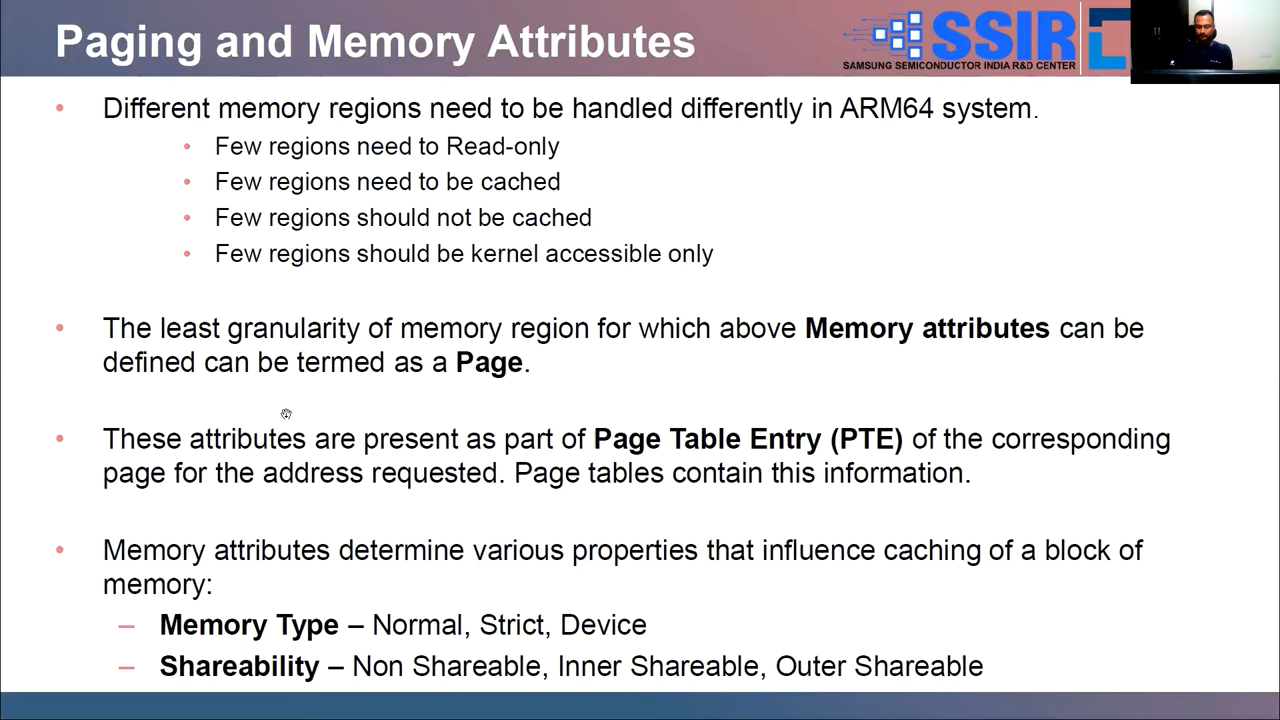 Paging and Memory Attributes
SSIR
SAMSUNG SEMICONDUCTOR INDIA R&D CENTER
• Different memory regions need to be handled differently in ARM64 system.
• Few regions need to Read-only
• Few regions need to be cached
• Few regions should not be cached
• Few regions should be kernel accessible only
• The least granularity of memory region for which above Memory attributes can be
defined can be termed as a Page.
• These attributes are present as part of Page Table Entry (PTE) of the corresponding
page for the address requested. Page tables contain this information.
• Memory attributes determine various properties that influence caching of a block of
memory:
– Memory Type – Normal, Strict, Device
– Shareability – Non Shareable, Inner Shareable, Outer Shareable